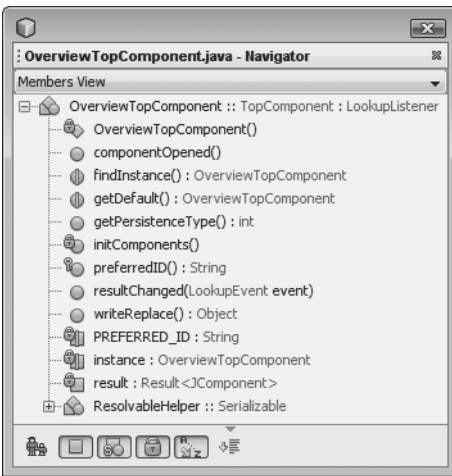 OverviewTopComponent.java - Navigator
Members View
OverviewTopComponent :: TopComponent : LookupListener
OverviewTopComponent()
componentOpened()
findInstance() : OverviewTopComponent
getDefault() : OverviewTopComponent
getPersistenceType() : int
initComponents()
preferredID() : String
resultChanged(LookupEvent event)
writeReplace() : Object
PREFERRED_ID : String
instance : OverviewTopComponent
result : Result<JComponent>
ResolvableHelper :: Serializable